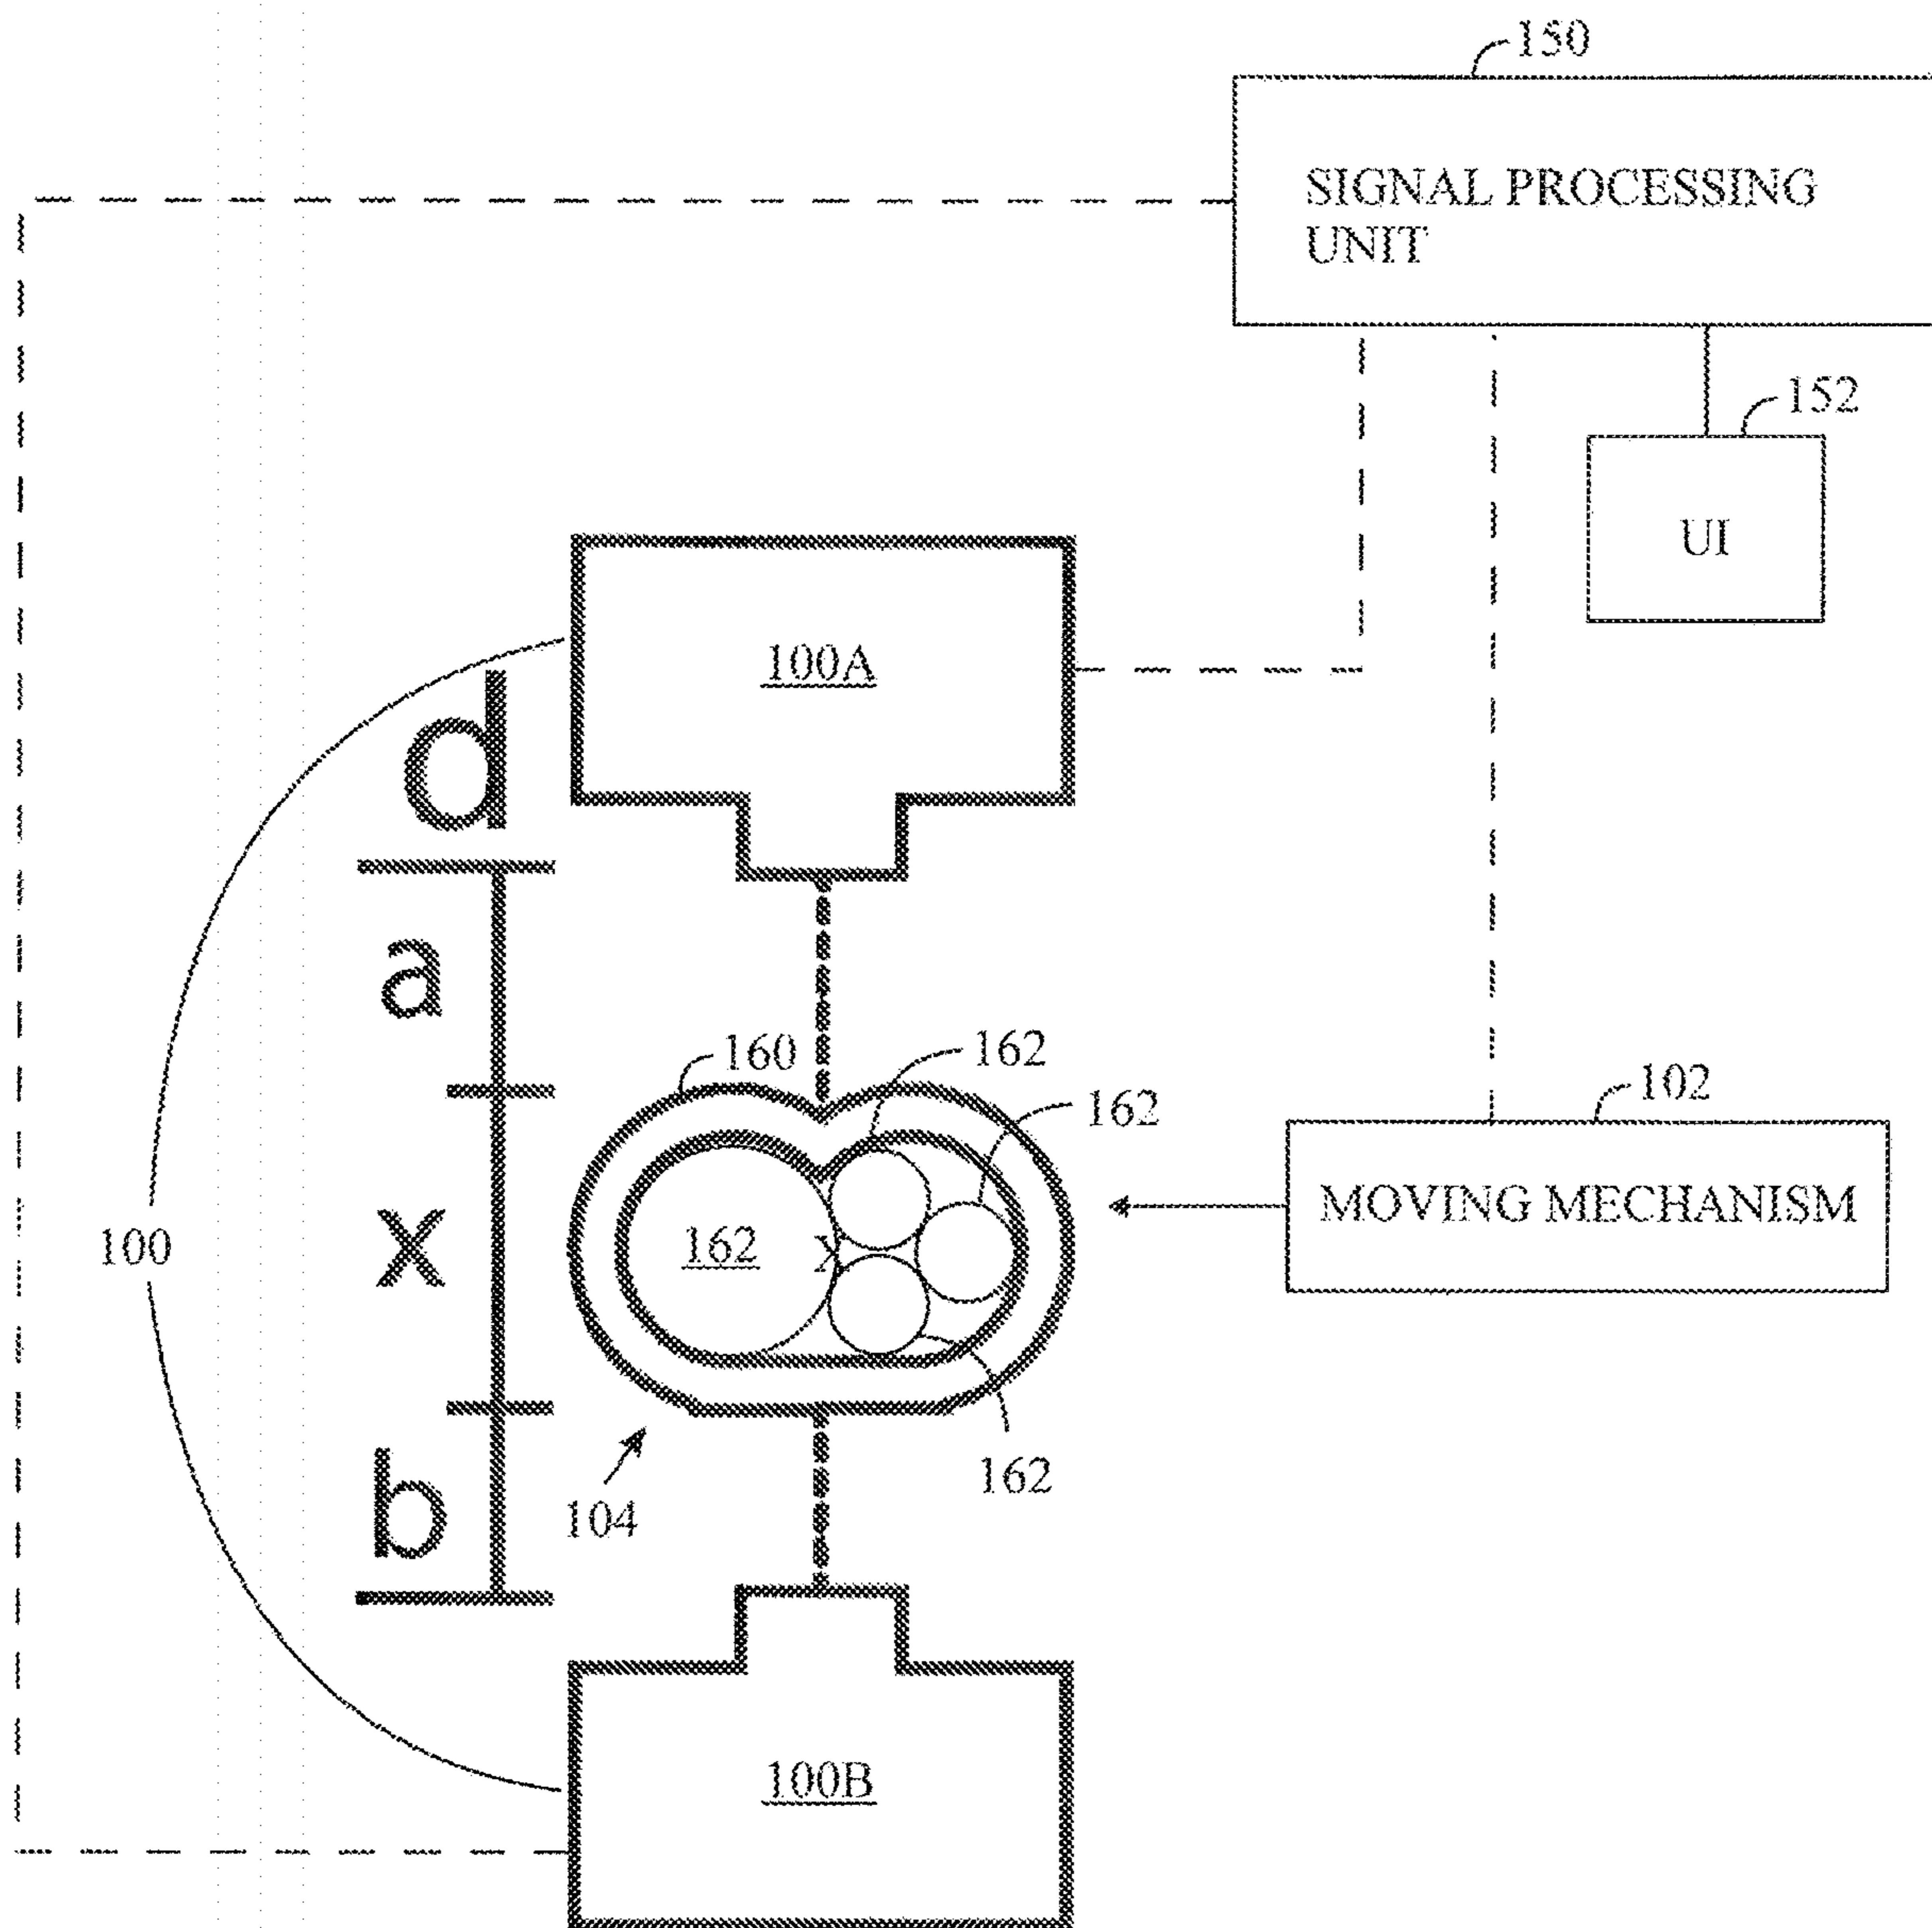 150
SIGNAL PROCESSING
UNIT
152
UI
100A
d
a
160
162
162
102
MOVING MECHANISM
x
100
162
X
b
104
162
100B